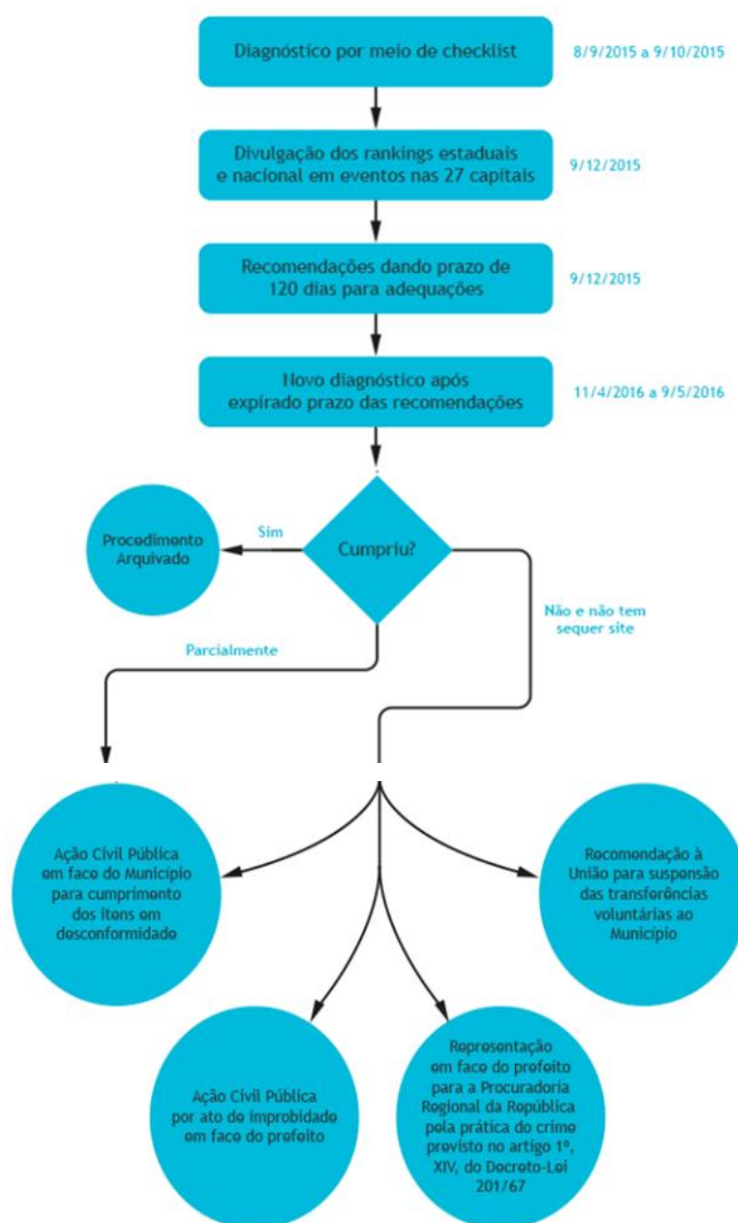 Diagnóstico por meio de checklist
8/9/2015 a 9/10/2015
Divulgação dos rankings estaduais
e nacional em eventos nas 27 capitais
9/12/2015
Recomendações dando prazo de
120 dias para adequações
9/12/2015
Novo diagnóstico após
expirado prazo das recomendações
11/4/2016 a 9/5/2016
Procedimento
Arquivado
Sim
Cumpriu?
Não e não tem
sequer site
Parcialmente
Ação Civil Pública
em face do Município
para cumprimento
dos itens em
desconformidade
Recomendação à
União para suspensão
das transferências
voluntárias ao
Município
Ação Civil Pública
por ato de improbidade
em face do prefeito
Representação
em face do prefeito
para a Procuradoria
Regional da República
pela prática do crime
previsto no artigo 1º,
XIV, do Decreto-Lei
201/67